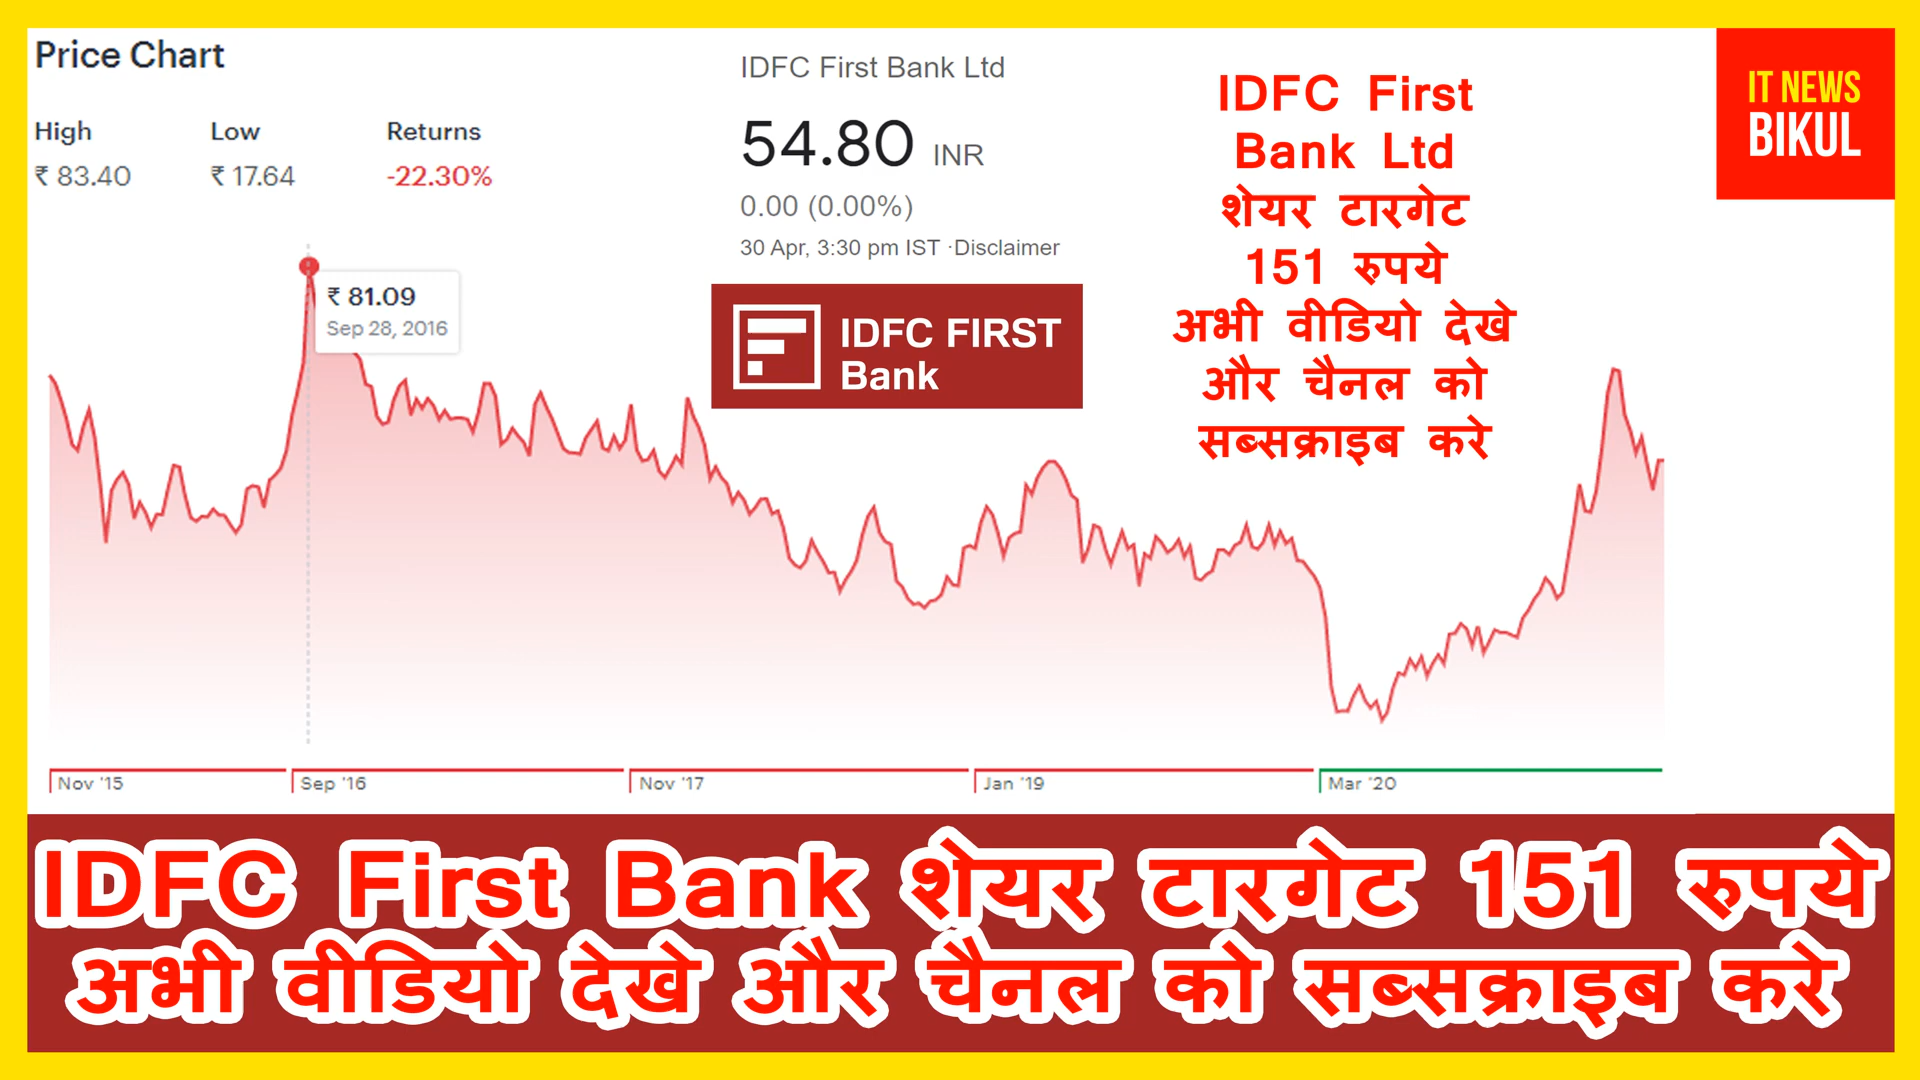 Price Chart
High
Low
Returns
₹ 83.40
₹ 17.64
-22.30%
IDFC First Bank Ltd
54.80 INR
0.00 (0.00%)
30 Apr, 3:30 pm IST ·Disclaimer
IDFC FIRST
Bank
IDFC First
Bank Ltd
शेयर टारगेट
151 रुपये
अभी वीडियो देखे
और चैनल को
सब्सक्राइब करे
IT NEWS
BIKUL
₹ 81.09
Sep 28, 2016
Nov '15
Sep '16
Nov '17
Jan '19
Mar '20
IDFC First Bank शेयर टारगेट 151 रुपये
अभी वीडियो देखे और चैनल को सब्सक्राइब करे